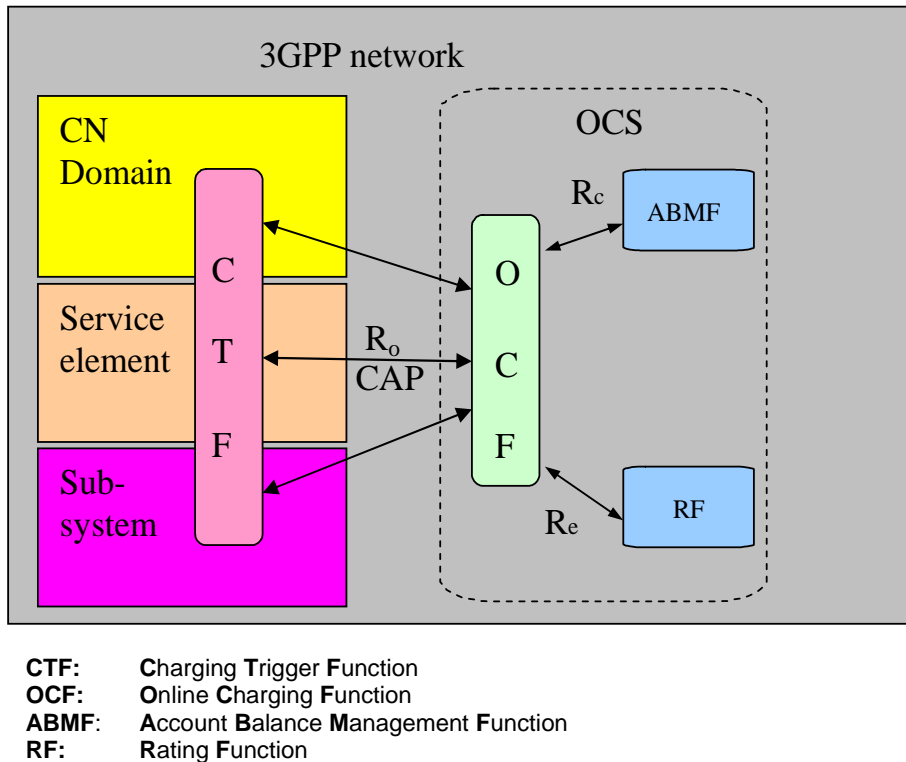 3GPP network
CN
Domain
Service
element
Sub-
system
C
T
F
Ro
CAP
OCS
O
C
F
Rc
ABMF
Re
RF
CTF: Charging Trigger Function
OCF: Online Charging Function
ABMF: Account Balance Management Function
RF: Rating Function